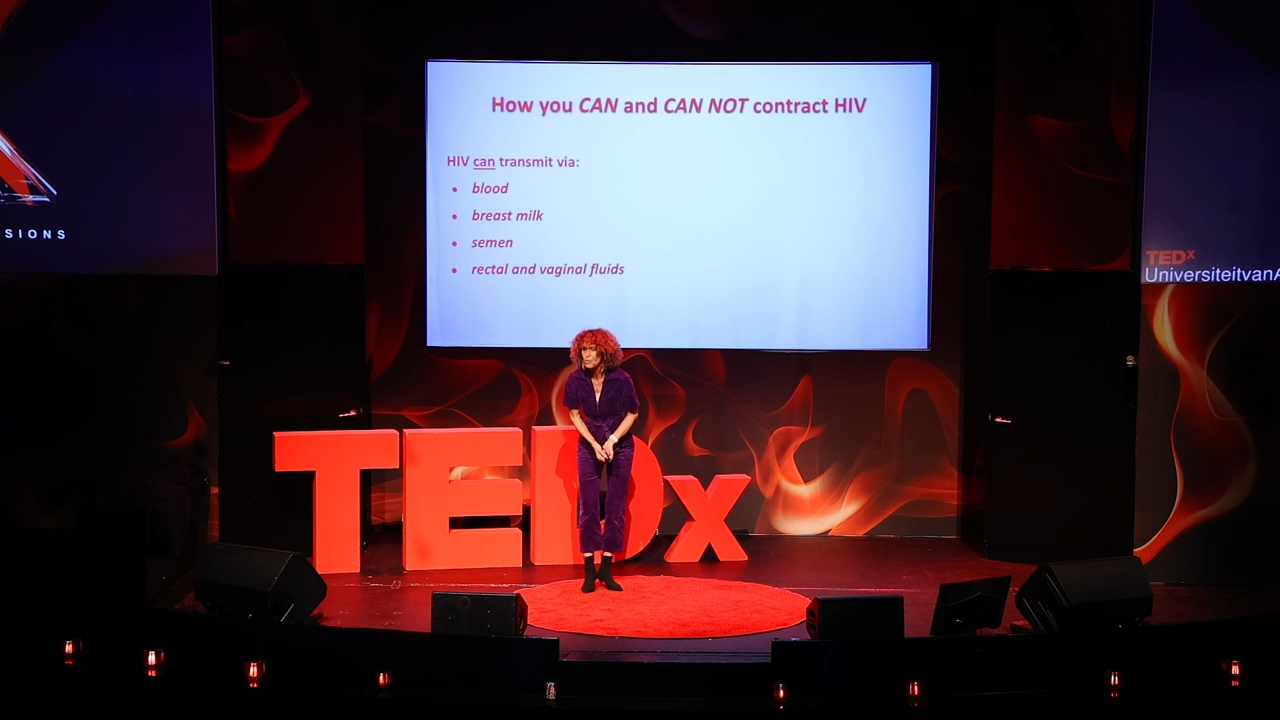 How you CAN and CAN NOT contract HIV
HIV can transmit via:
• blood
• breast milk
• semen
• rectal and vaginal fluids
SIONS
TEDx
UniversiteitvanA
TEDx